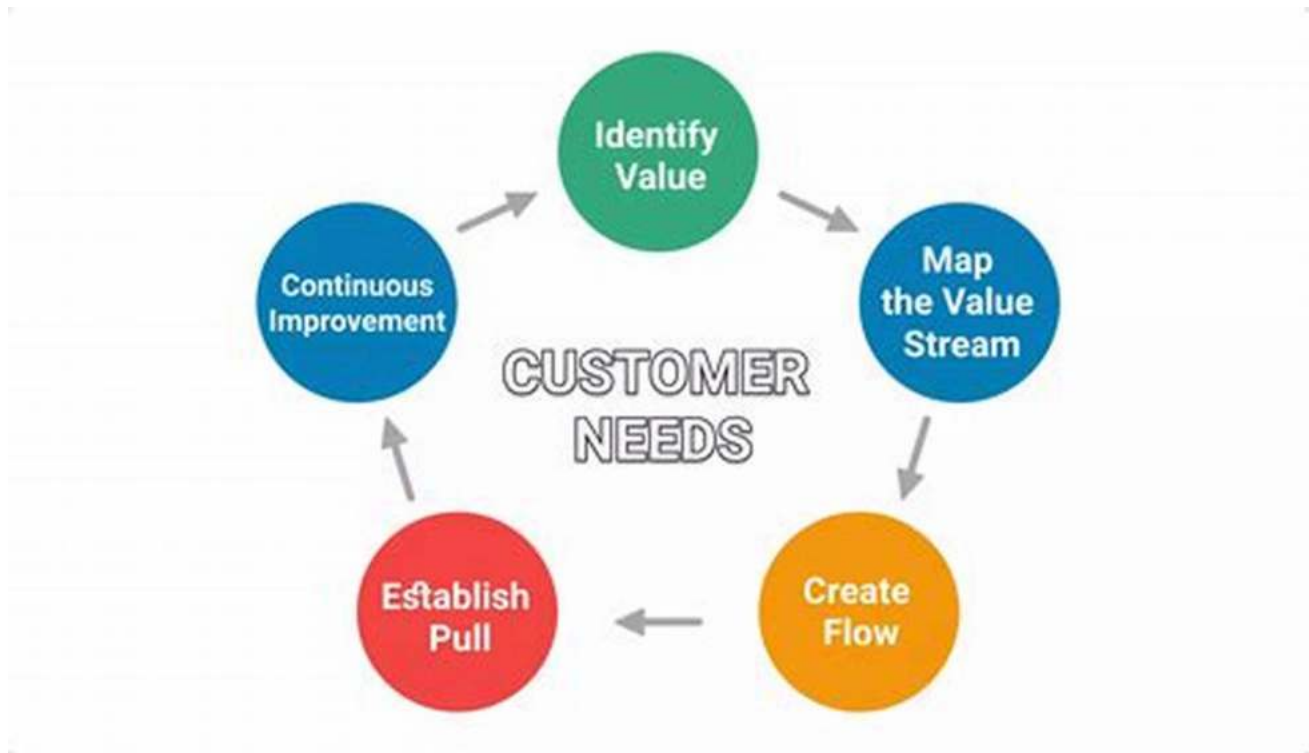 Identify
Value
Map
the Value
Stream
Create
Flow
Establish
Pull
Continuous
Improvement
CUSTOMER
NEEDS